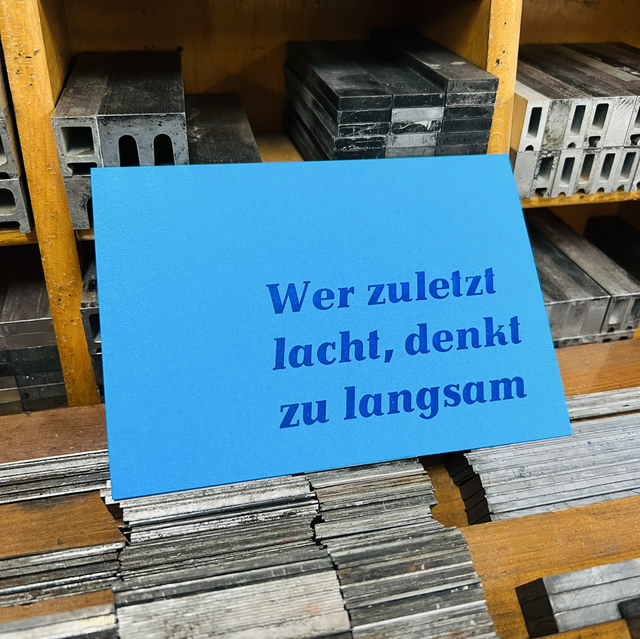 Wer zuletzt
lacht, denkt
zu langsam